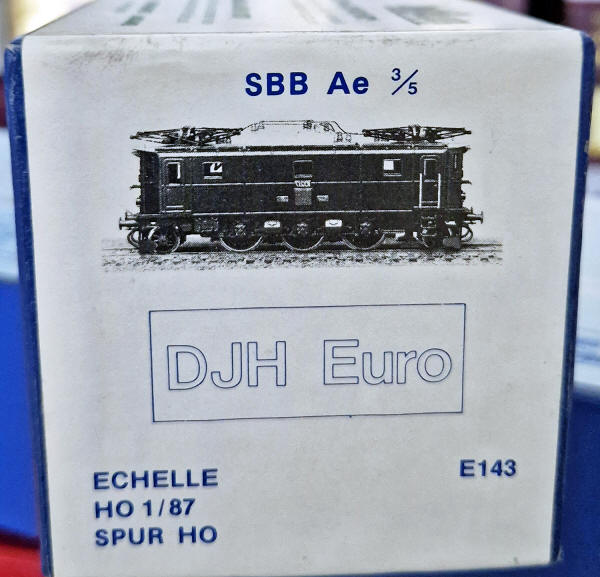 SBB Ae 3/5
DJH Euro
ECHELLE
HO 1/87
SPUR HO
E143